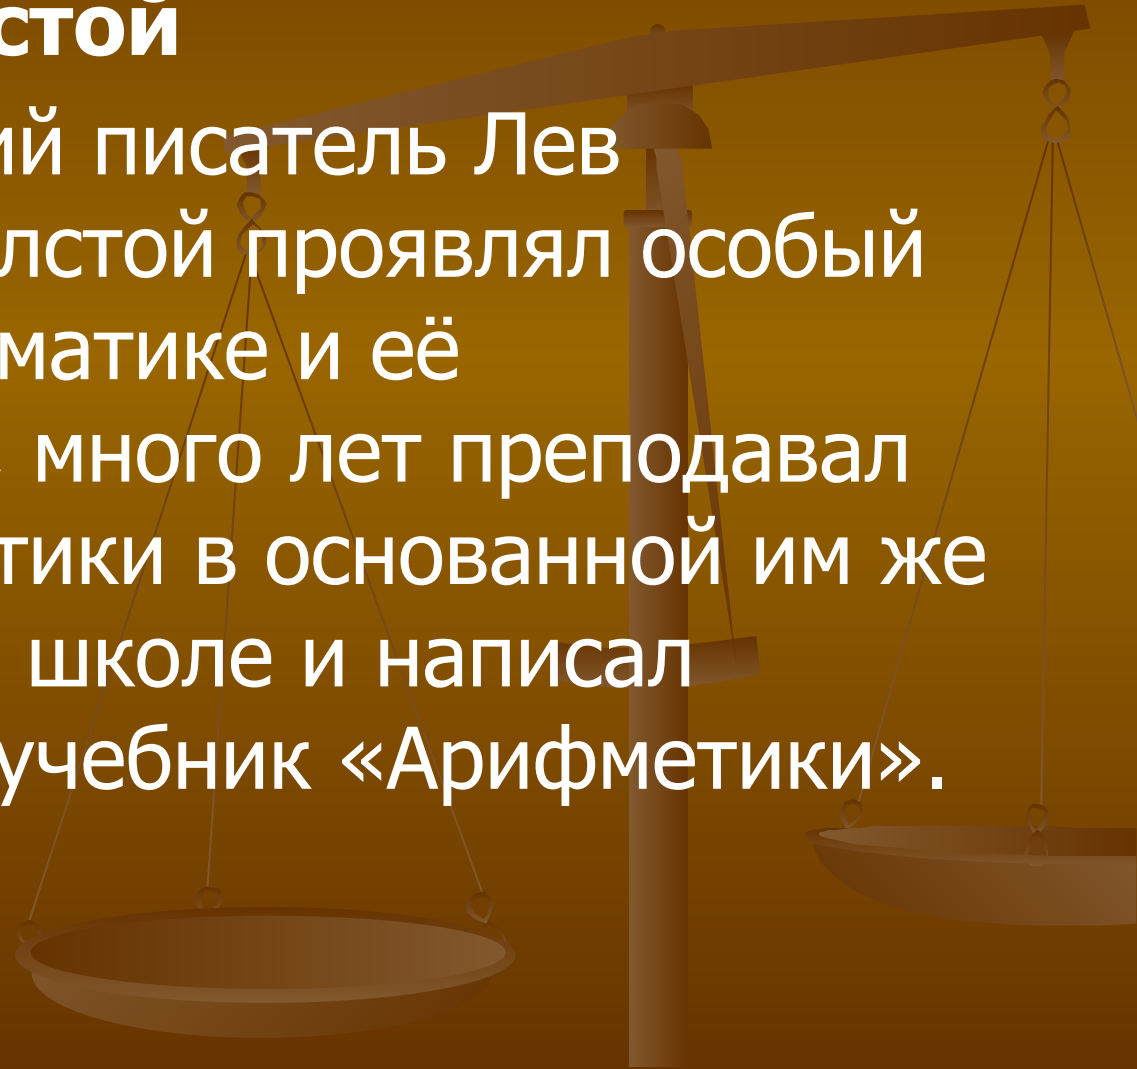 стой
ий писатель Лев
лстой проявлял особый
матике и её
много лет преподавал
тики в основанной им же
школе и написал
учебник «Арифметики».